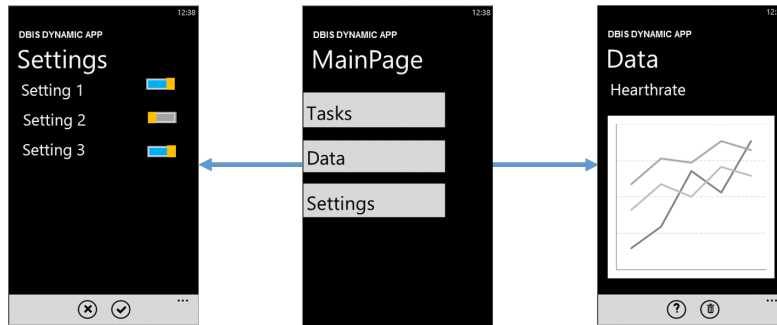 12:38
DBIS DYNAMIC APP
Settings
Setting 1
Setting 2
Setting 3
12:38
DBIS DYNAMIC APP
MainPage
Tasks
Data
Settings
12:38
DBIS DYNAMIC APP
Data
Hearthrate
?